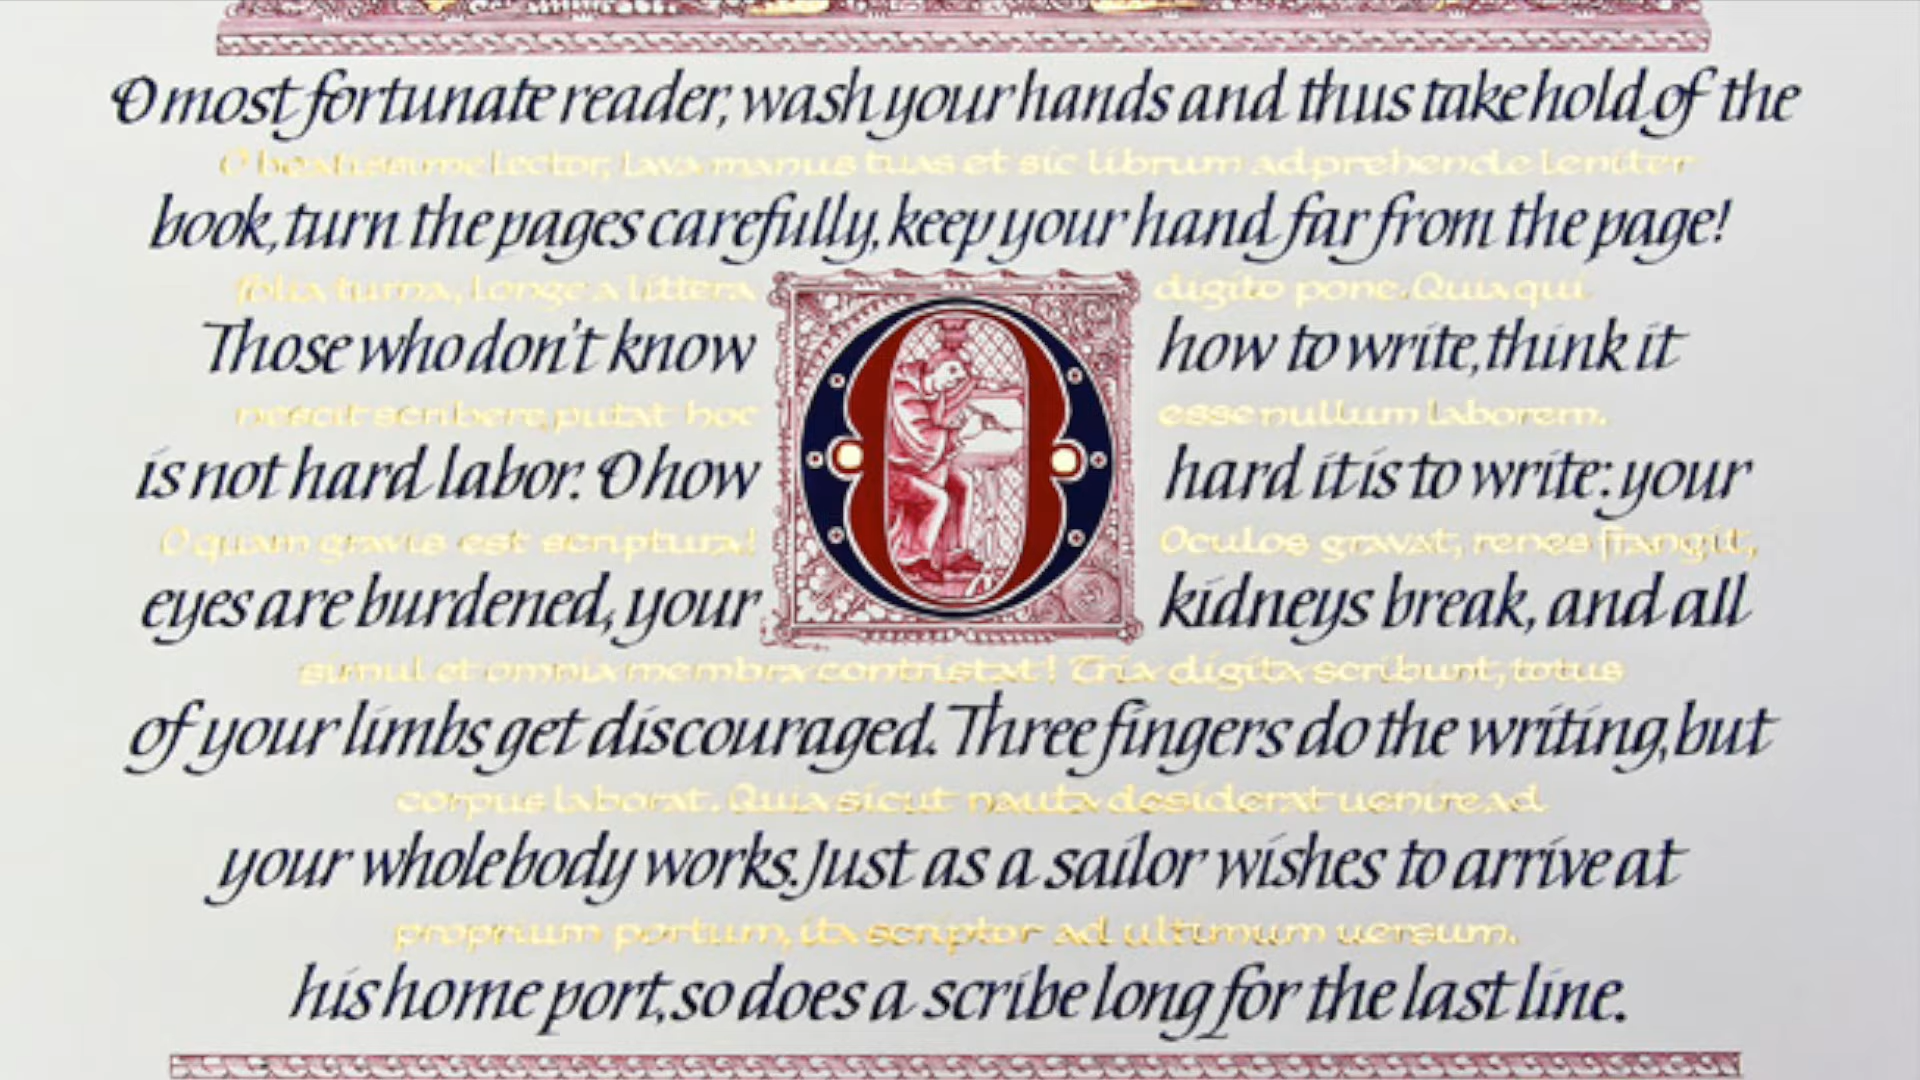 O most fortunate reader, wash your hands and thus take hold of the
O beatissime lector, lava manus tuas et sic librum adprehende leniter
book, turn the pages carefully, keep your hand far from the page!
folia turna, longe a littera digito pone. Quia qui
Those who don't know how to write, think it
nescit scribere, putat hoc esse nullum laborem.
is not hard labor. O how hard it is to write: your
O quam gravis est scriptura! Oculos gravat, renes frangit,
eyes are burdened, your kidneys break, and all
simul et omnia membra contristat! Tria digita scribunt, totus
of your limbs get discouraged. Three fingers do the writing, but
corpus laborat. Quia sicut nauta desiderat uenire ad
your whole body works. Just as a sailor wishes to arrive at
proprium portum, ita scriptor ad ultimum uersum.
his home port, so does a scribe long for the last line.